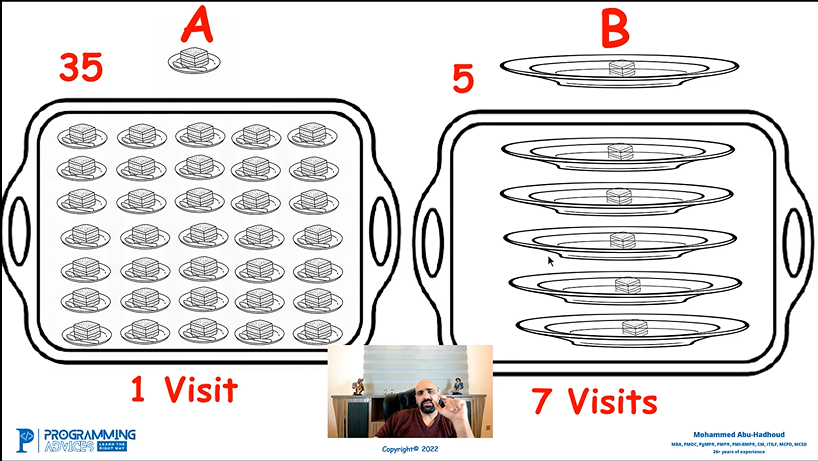 A
B
35
5
1 Visit
7 Visits
PROGRAMMING
ADVICES
LEARN THE
RIGHT WAY
Copyright© 2022
Mohammed Abu-Hadhoud
MBA, PMOC, PgMP®, PMP®, PMI-RMP®, CM, ITILF, MCPD, MCSD
26+ years of experience